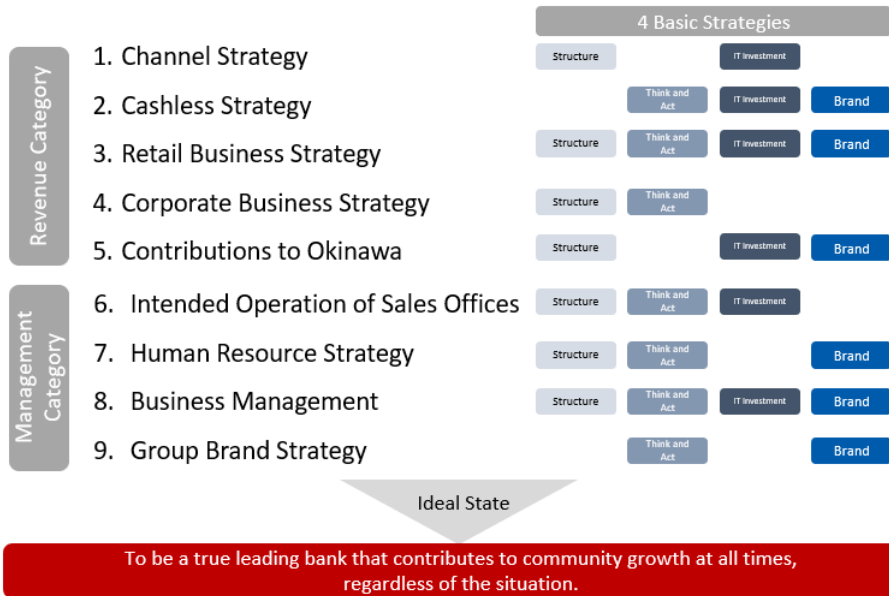 4 Basic Strategies
Revenue Category
1. Channel Strategy
Structure
IT Investment
2. Cashless Strategy
Think and
Act
IT Investment
Brand
3. Retail Business Strategy
Structure
Think and
Act
IT Investment
Brand
4. Corporate Business Strategy
Structure
Think and
Act
5. Contributions to Okinawa
Structure
IT Investment
Brand
Management
Category
6. Intended Operation of Sales Offices
Structure
Think and
Act
IT Investment
7. Human Resource Strategy
Structure
Think and
Act
Brand
8. Business Management
Structure
Think and
Act
IT Investment
Brand
9. Group Brand Strategy
Think and
Act
Brand
Ideal State
To be a true leading bank that contributes to community growth at all times,
regardless of the situation.